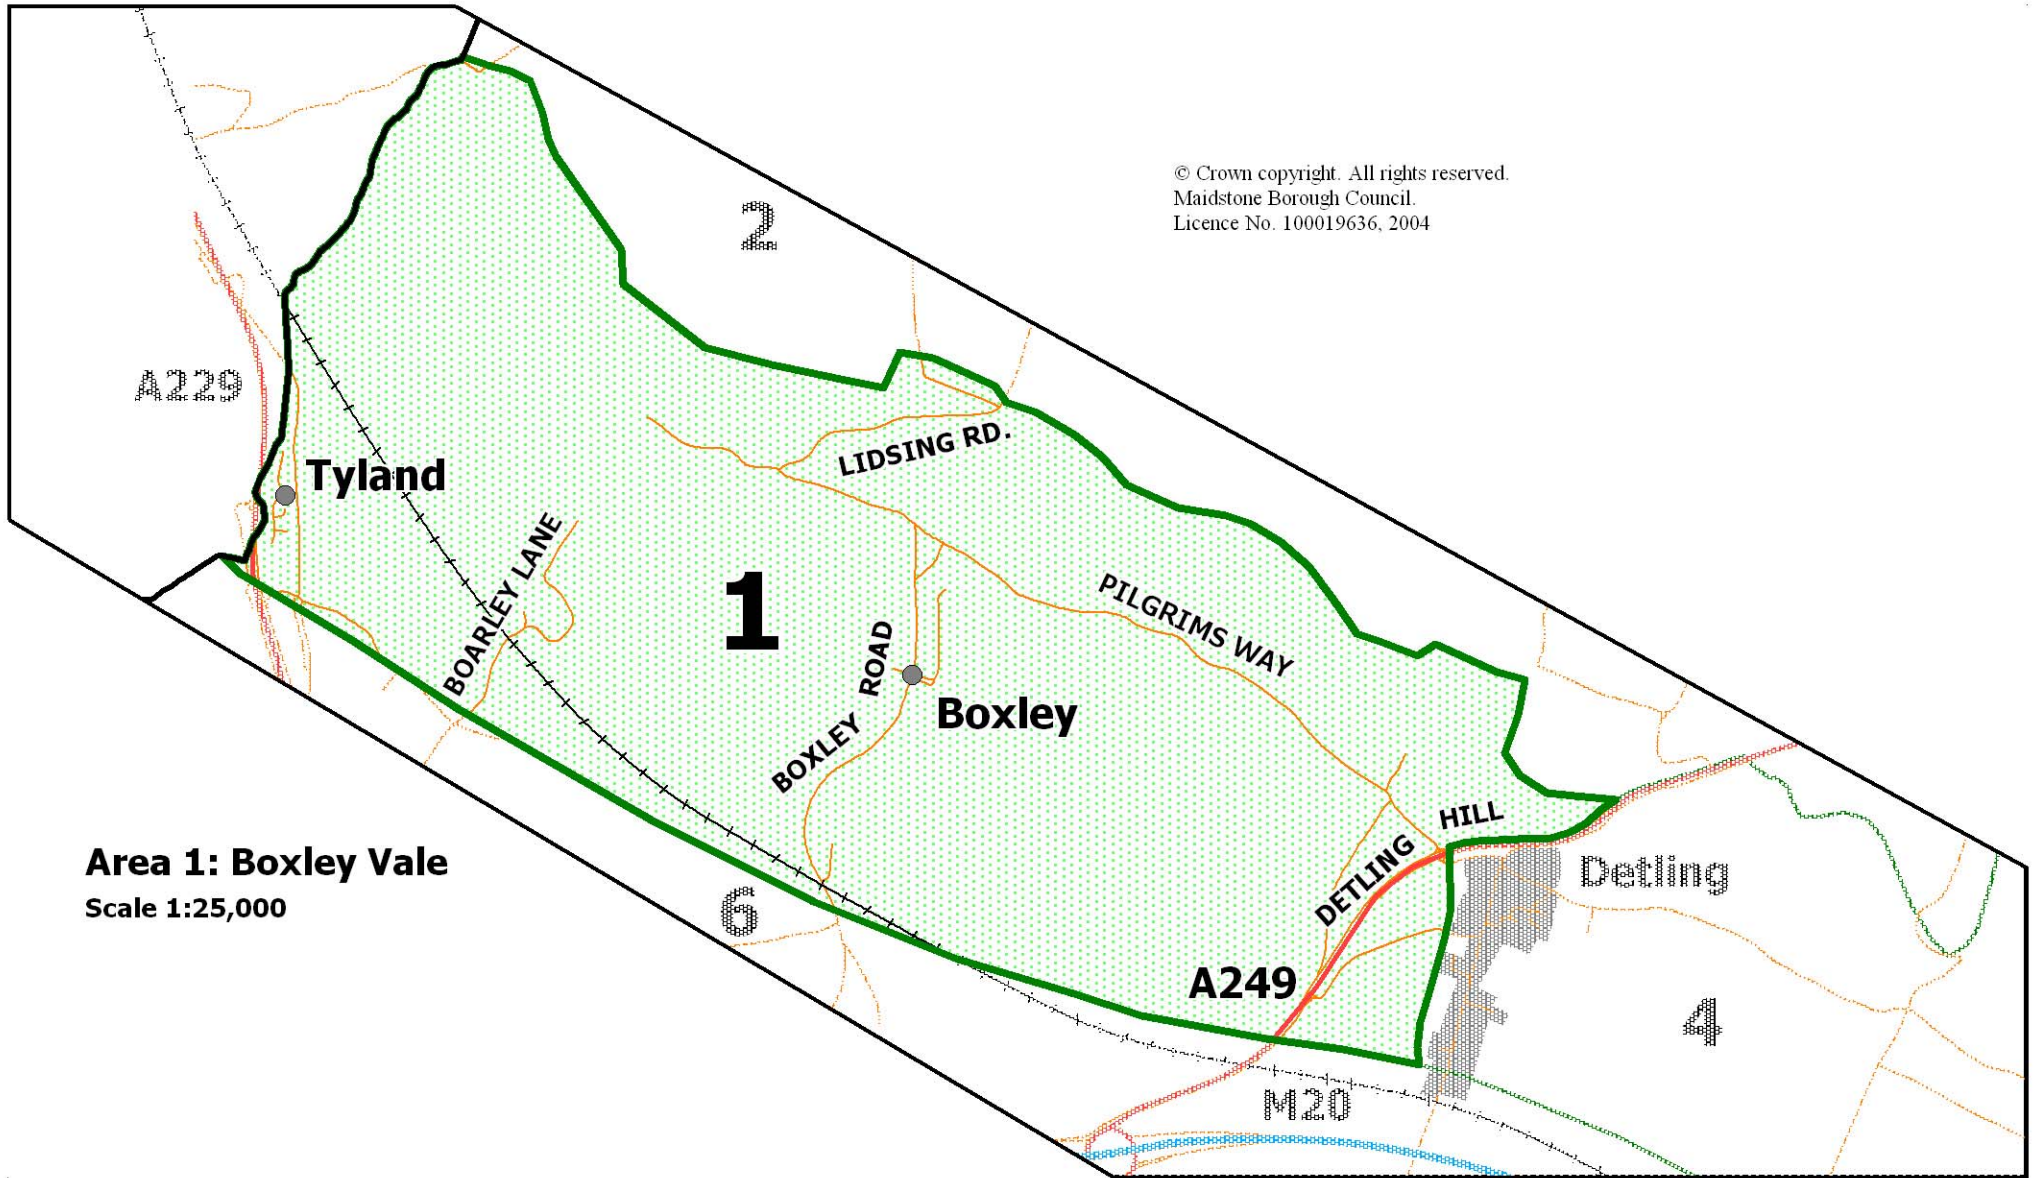 © Crown copyright. All rights reserved.
Maidstone Borough Council.
Licence No. 100019636, 2004
2
A229
Tyland
LIDSING RD.
BOARLEY LANE
1
PILGRIMS WAY
BOXLEY ROAD
Boxley
DETLING HILL
Detling
Area 1: Boxley Vale
Scale 1:25,000
6
A249
4
M20